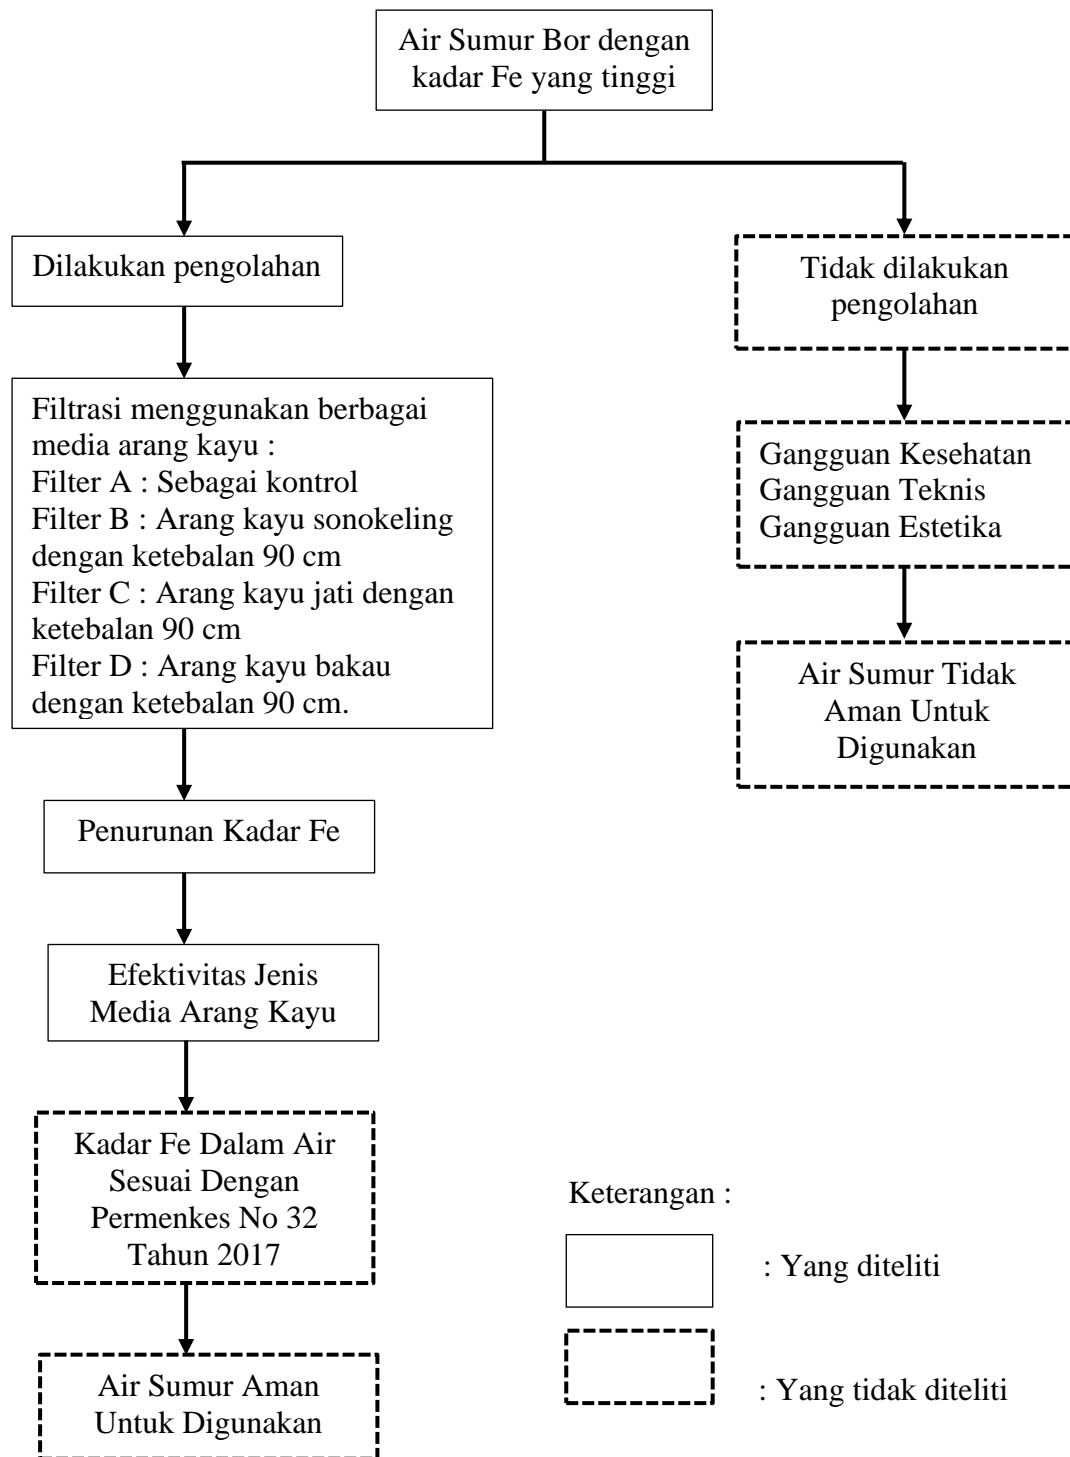 Air Sumur Bor dengan
kadar Fe yang tinggi
Dilakukan pengolahan
Tidak dilakukan
pengolahan
Filtrasi menggunakan berbagai
media arang kayu :
Filter A : Sebagai kontrol
Filter B : Arang kayu sonokeling
dengan ketebalan 90 cm
Filter C : Arang kayu jati dengan
ketebalan 90 cm
Filter D : Arang kayu bakau
dengan ketebalan 90 cm.
Gangguan Kesehatan
Gangguan Teknis
Gangguan Estetika
Air Sumur Tidak
Aman Untuk
Digunakan
Penurunan Kadar Fe
Efektivitas Jenis
Media Arang Kayu
Kadar Fe Dalam Air
Sesuai Dengan
Permenkes No 32
Tahun 2017
Air Sumur Aman
Untuk Digunakan
Keterangan :
: Yang diteliti
: Yang tidak diteliti